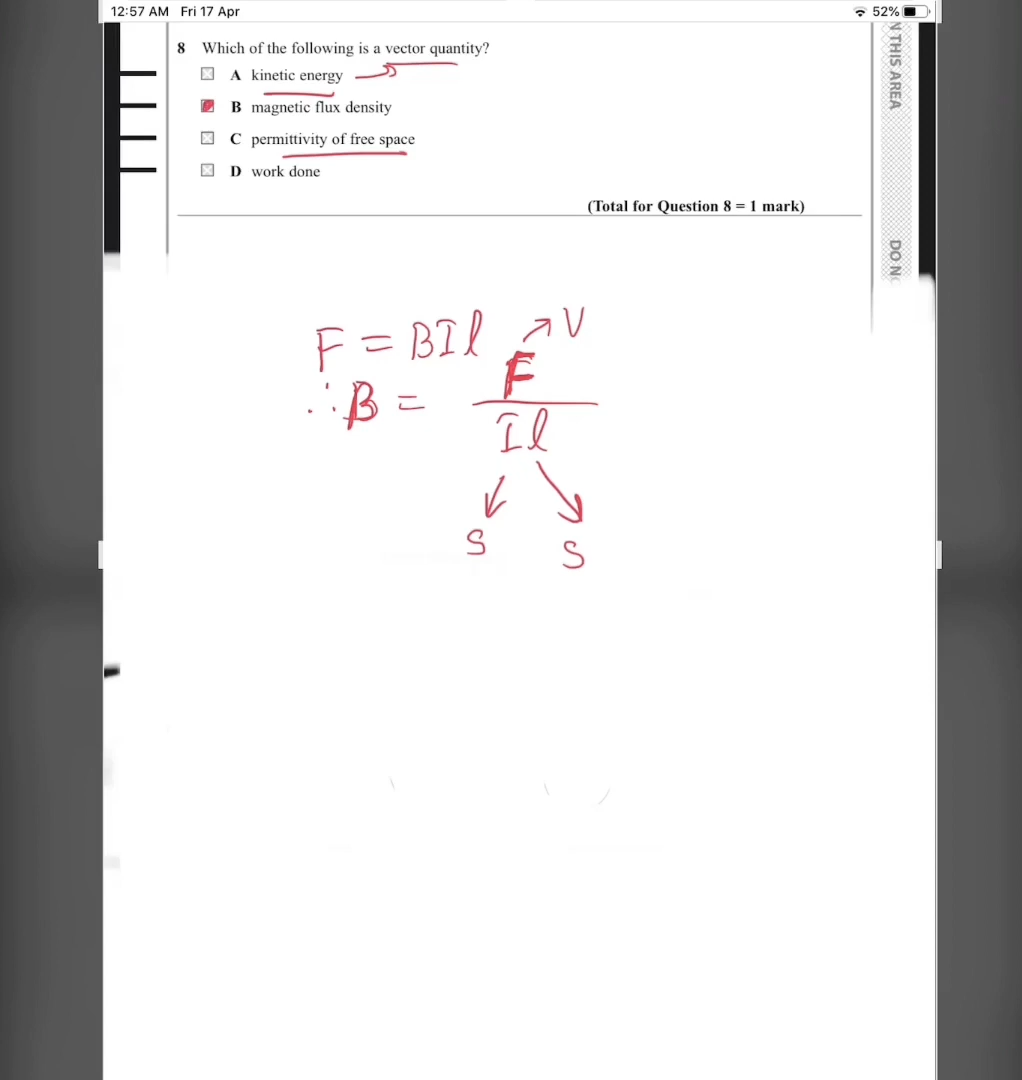 12:57 AM Fri 17 Apr 52%
N THIS AREA
8 Which of the following is a vector quantity?
A kinetic energy S
B magnetic flux density
C permittivity of free space
D work done
(Total for Question 8 = 1 mark)
DO NO
F = BIl
V
∴ B = F
Il
S S